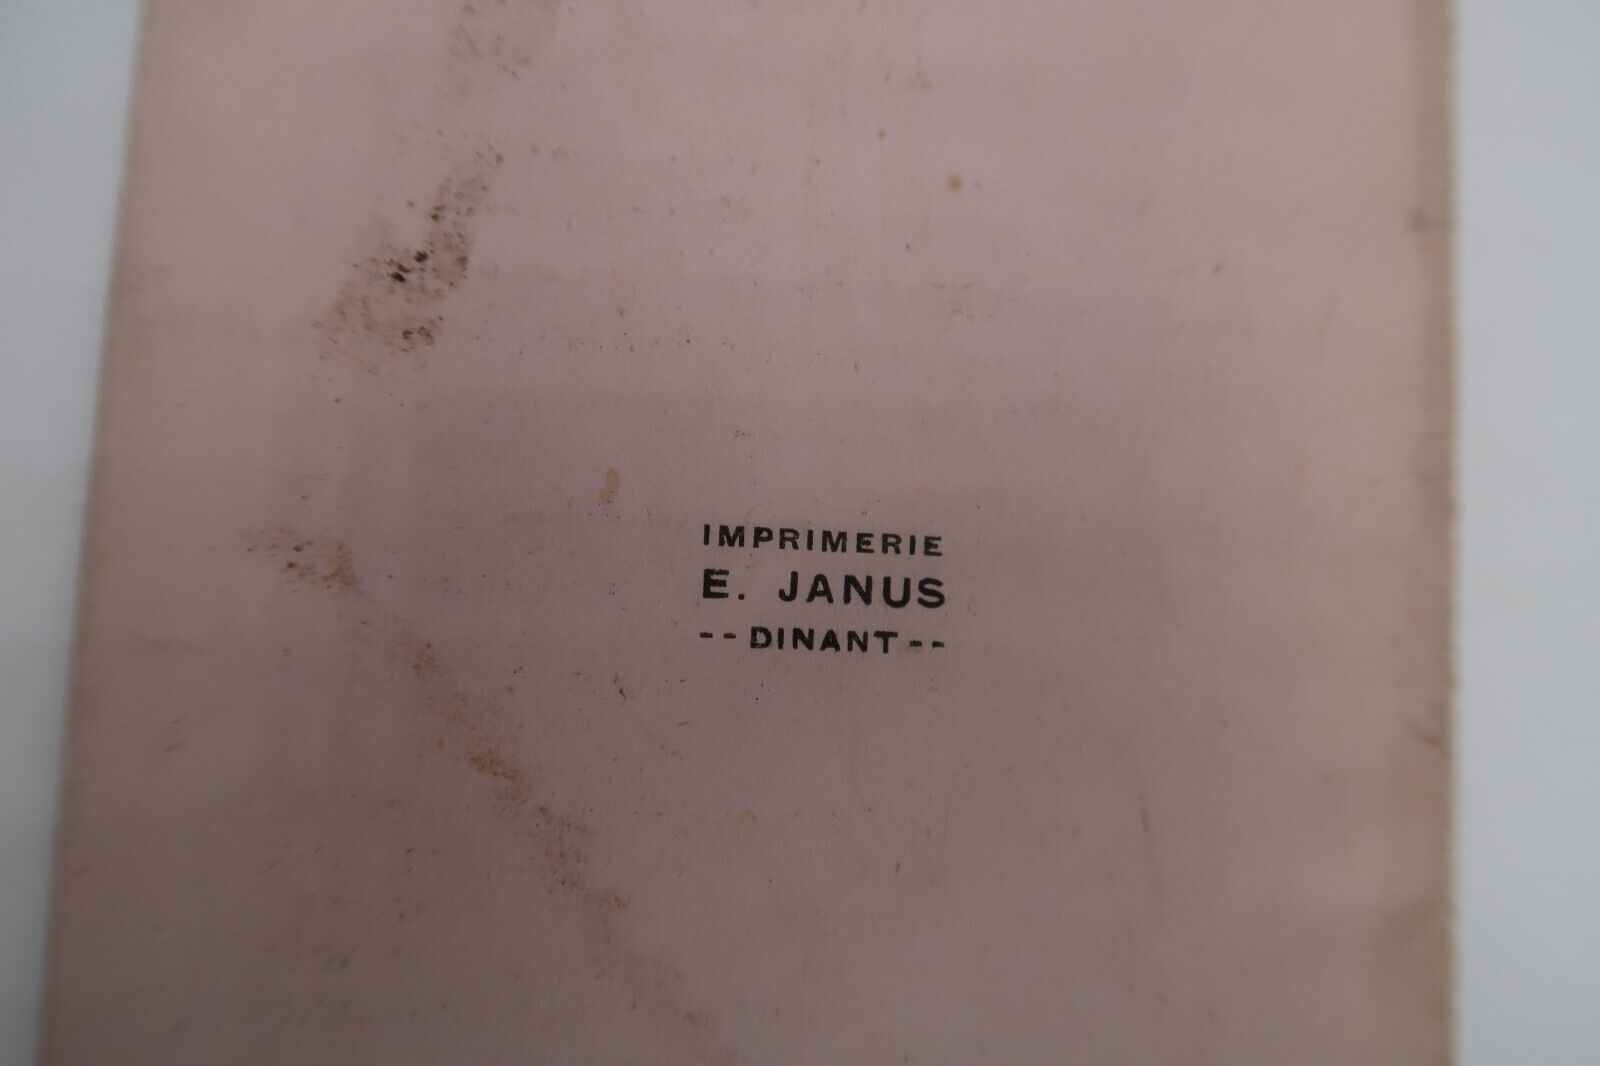 IMPRIMERIE
E. JANUS
--DINANT--